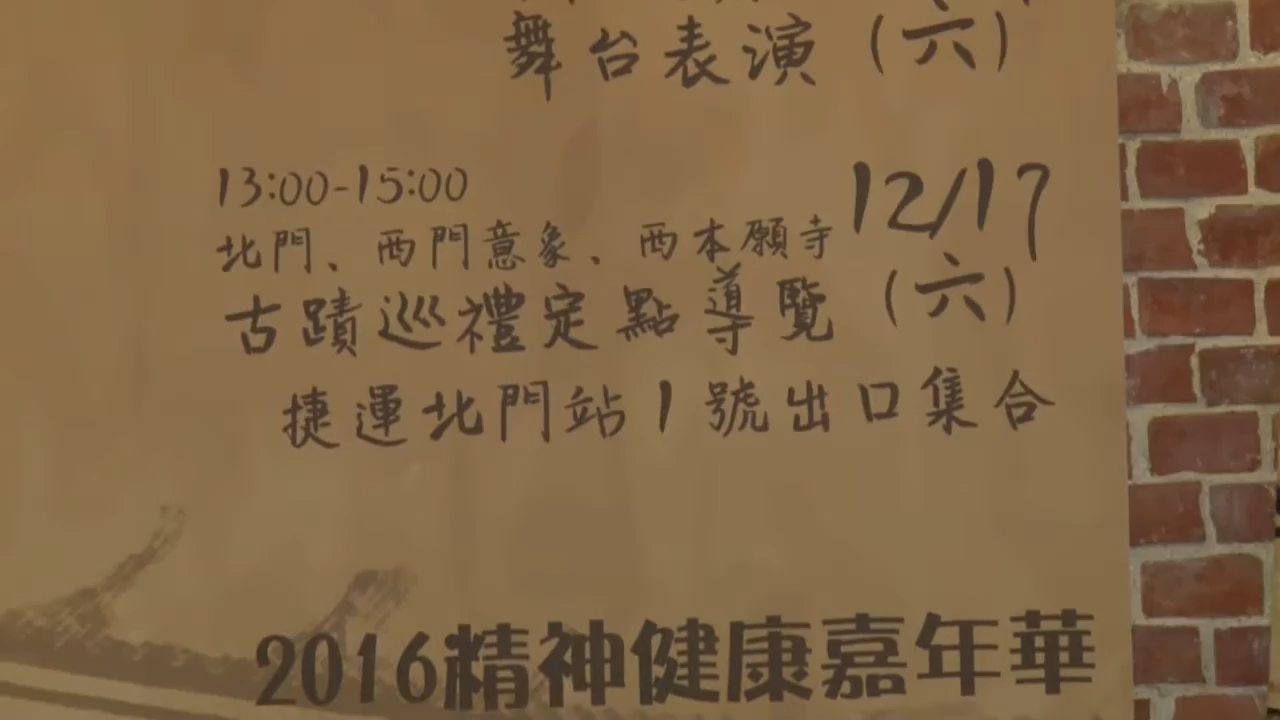 舞台表演(六)
13:00-15:00
12/17
北門、西門意象、西本願寺
古蹟巡禮定點導覽(六)
捷運北門站1號出口集合
2016精神健康嘉年華